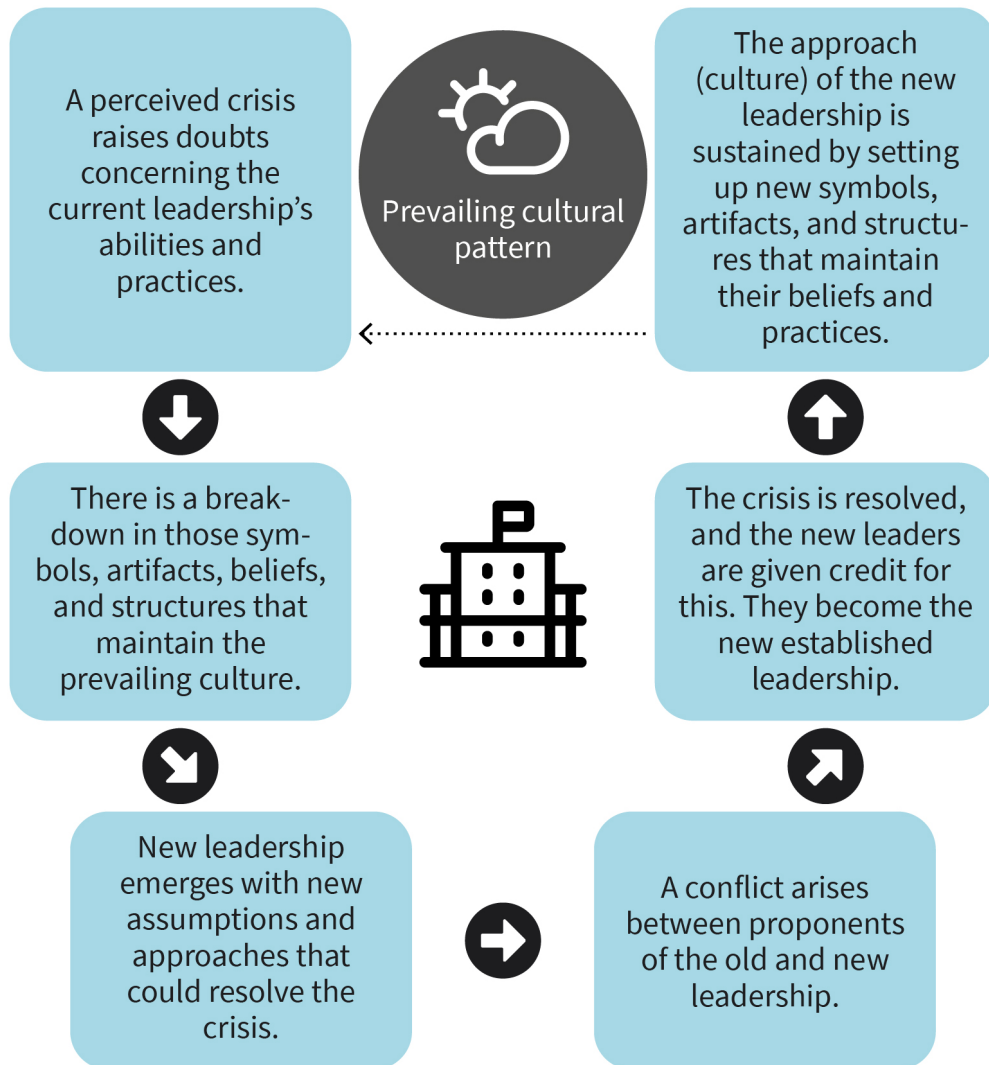 A perceived crisis
raises doubts
concerning the
current leadership’s
abilities and
practices.
Prevailing cultural
pattern
The approach
(culture) of the new
leadership is
sustained by setting
up new symbols,
artifacts, and structu-
res that maintain
their beliefs and
practices.
There is a break-
down in those sym-
bols, artifacts, beliefs,
and structures that
maintain the
prevailing culture.
The crisis is resolved,
and the new leaders
are given credit for
this. They become the
new established
leadership.
New leadership
emerges with new
assumptions and
approaches that
could resolve the
crisis.
A conflict arises
between proponents
of the old and new
leadership.